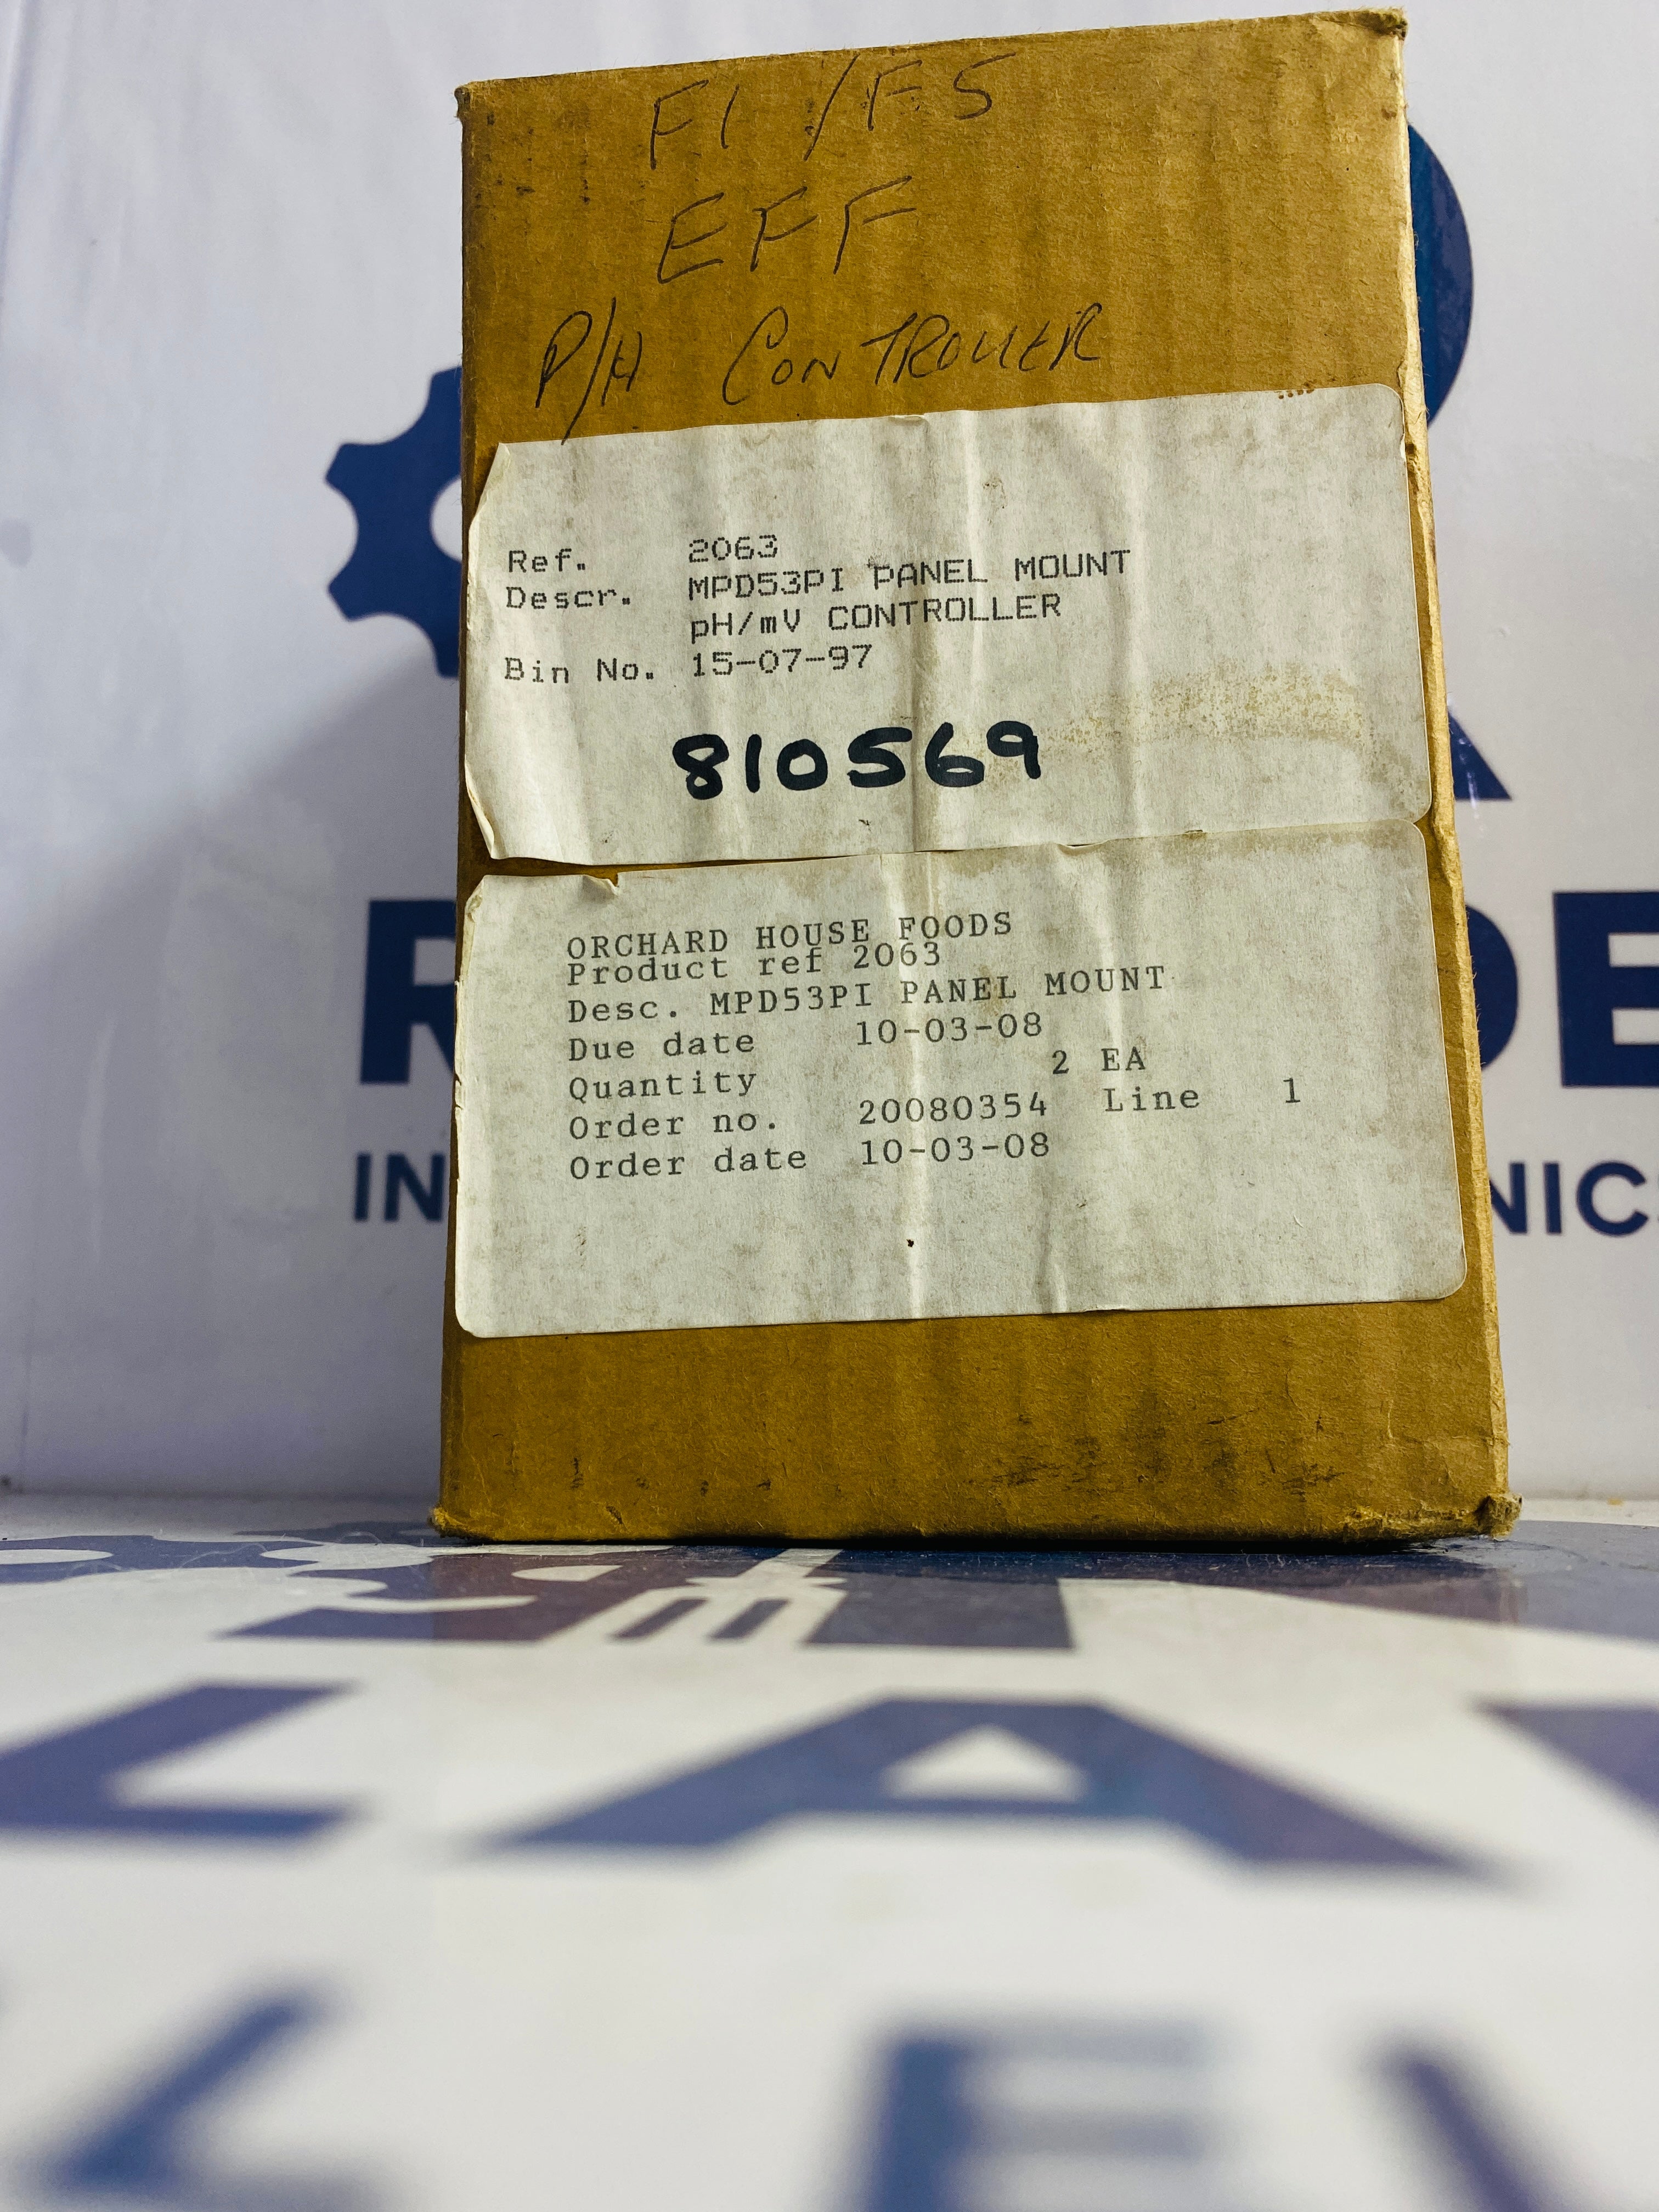 F1/F5
EFF
P/H CONTROLLER
Ref. 2063
Descr. MPD53PI PANEL MOUNT
pH/mV CONTROLLER
Bin No. 15-07-97
810569
ORCHARD HOUSE FOODS
Product ref 2063
Desc. MPD53PI PANEL MOUNT
Due date 10-03-08
Quantity 2 EA
Order no. 20080354 Line 1
Order date 10-03-08